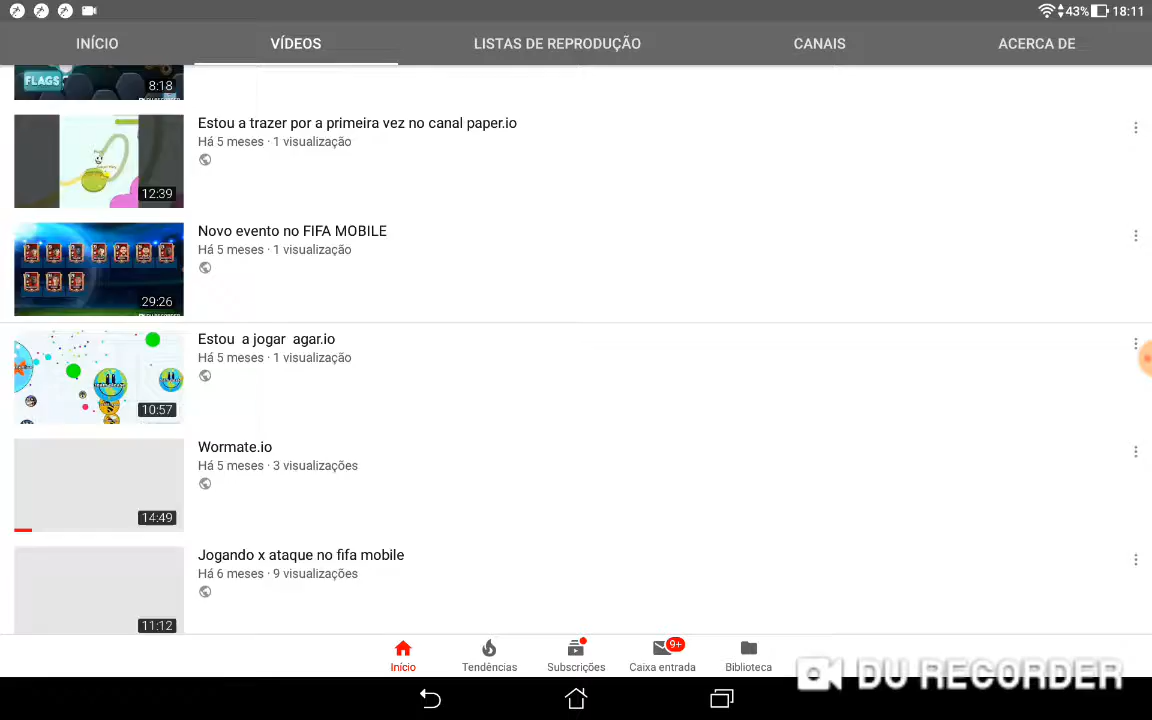 43% 18:11
INÍCIO VÍDEOS LISTAS DE REPRODUÇÃO CANAIS ACERCA DE
FLAGS
8:18
Estou a trazer por a primeira vez no canal paper.io
Há 5 meses · 1 visualização
12:39
Novo evento no FIFA MOBILE
Há 5 meses · 1 visualização
29:26
Estou a jogar agar.io
Há 5 meses · 1 visualização
10:57
Wormate.io
Há 5 meses · 3 visualizações
14:49
Jogando x ataque no fifa mobile
Há 6 meses · 9 visualizações
11:12
9+
Início Tendências Subscrições Caixa entrada Biblioteca
DU RECORDER